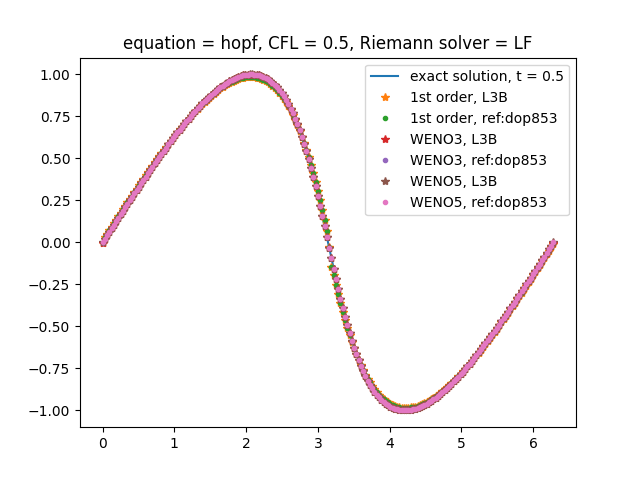 equation = hopf, CFL = 0.5, Riemann solver = LF
exact solution, t = 0.5
1st order, L3B
1st order, ref:dop853
WENO3, L3B
WENO3, ref:dop853
WENO5, L3B
WENO5, ref:dop853
1.00
0.75
0.50
0.25
0.00
−0.25
−0.50
−0.75
−1.00
0 1 2 3 4 5 6